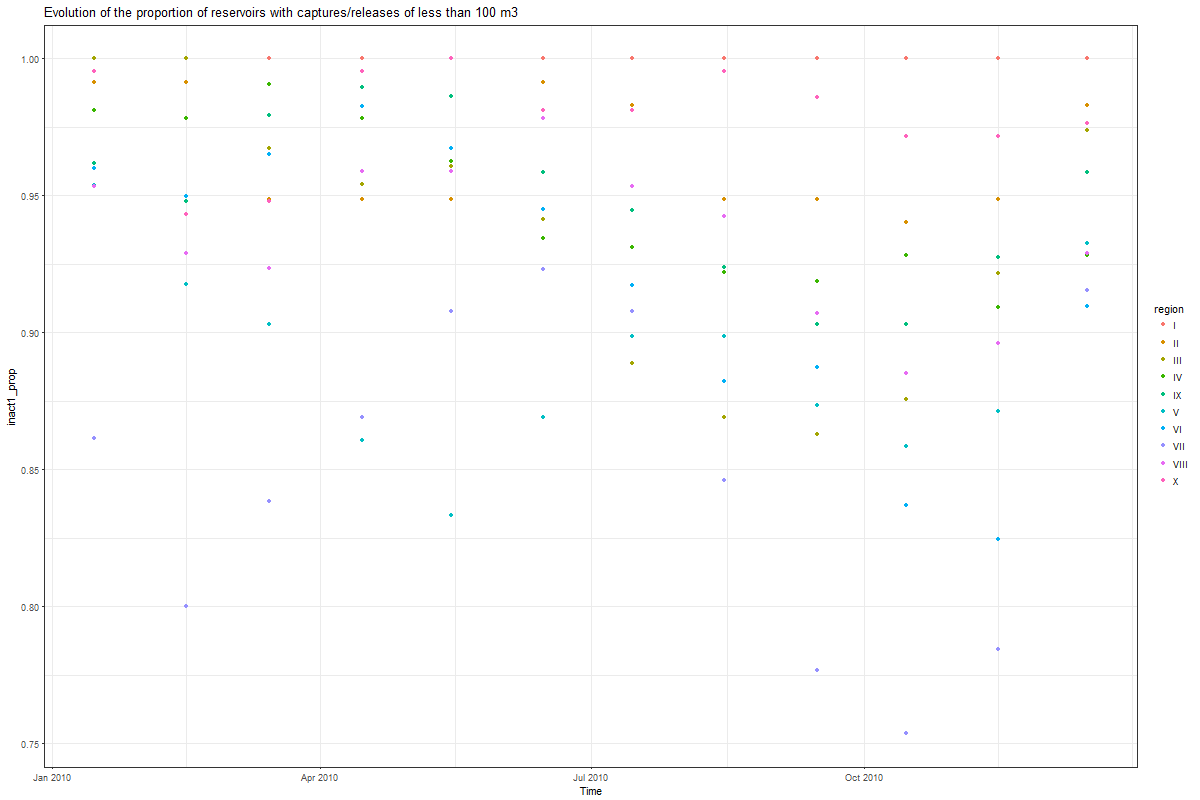 Evolution of the proportion of reservoirs with captures/releases of less than 100 m3
1.00
0.95
0.90
0.85
0.80
0.75
inact1_prop
Jan 2010
Apr 2010
Jul 2010
Oct 2010
Time
region
I
II
III
IV
IX
V
VI
VII
VIII
X